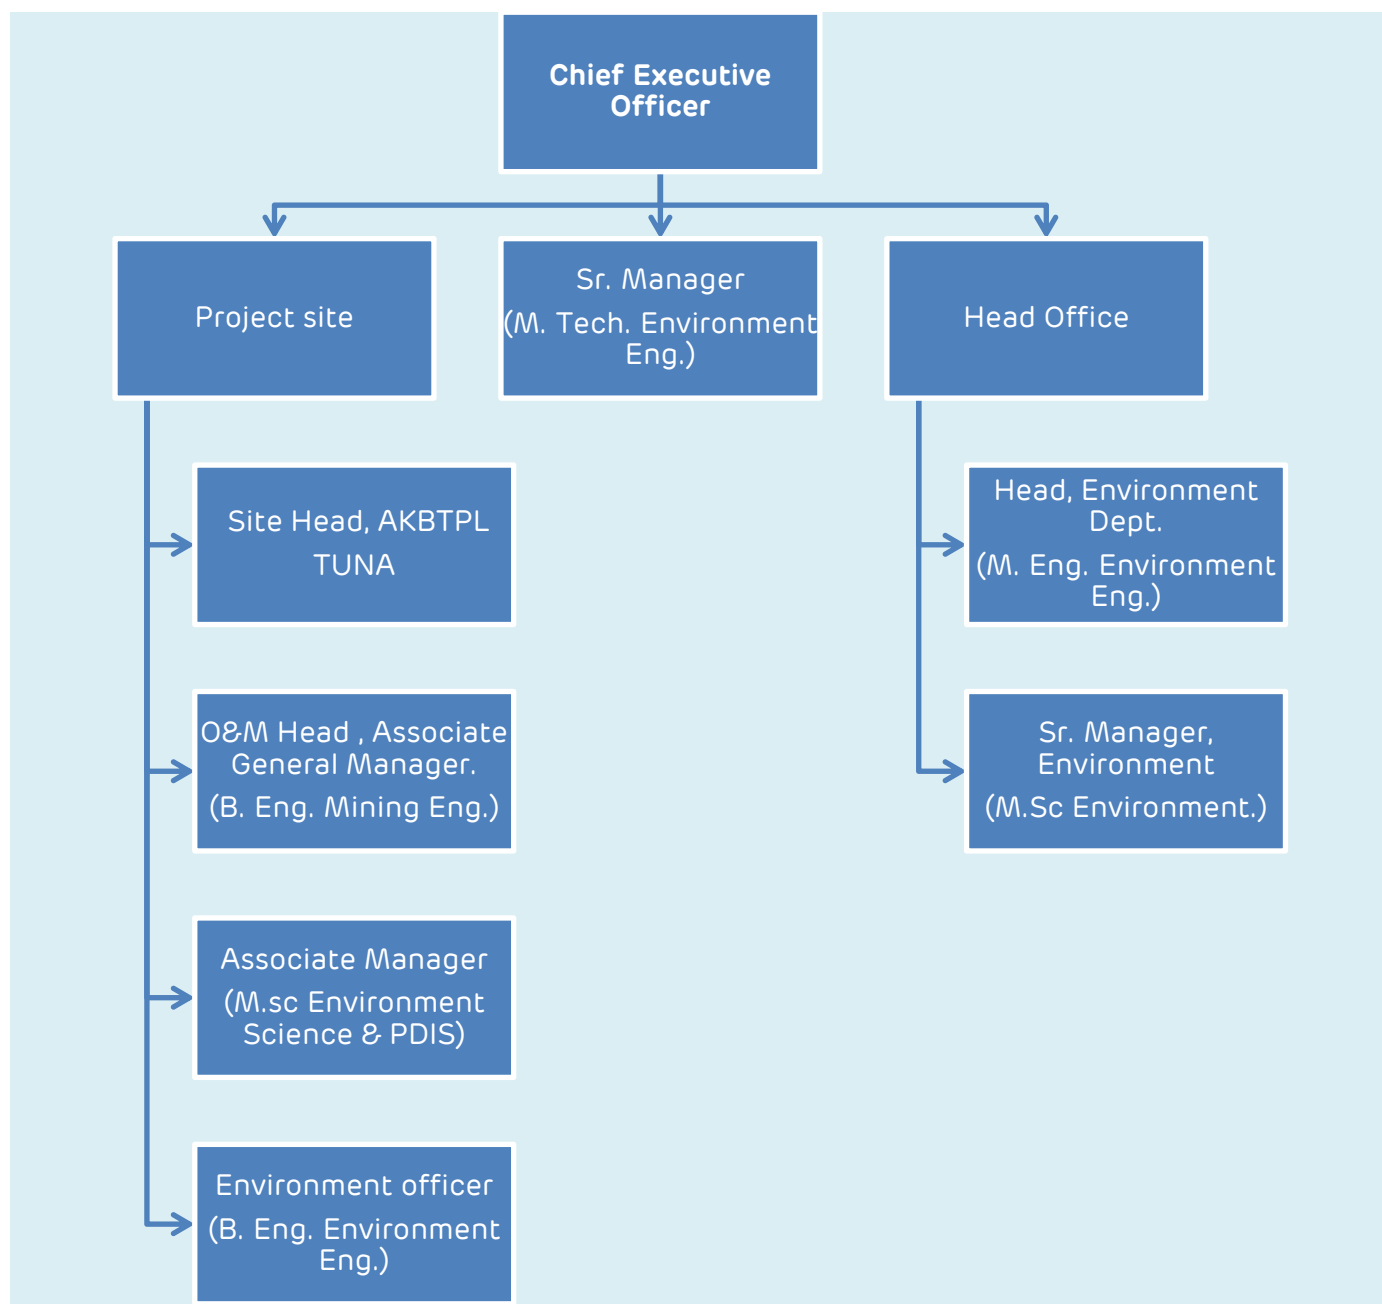 Chief Executive
Officer
Project site
Sr. Manager
(M. Tech. Environment
Eng.)
Head Office
Site Head, AKBTPL
TUNA
Head, Environment
Dept.
(M. Eng. Environment
Eng.)
O&M Head , Associate
General Manager.
(B. Eng. Mining Eng.)
Sr. Manager,
Environment
(M.Sc Environment.)
Associate Manager
(M.sc Environment
Science & PDIS)
Environment officer
(B. Eng. Environment
Eng.)